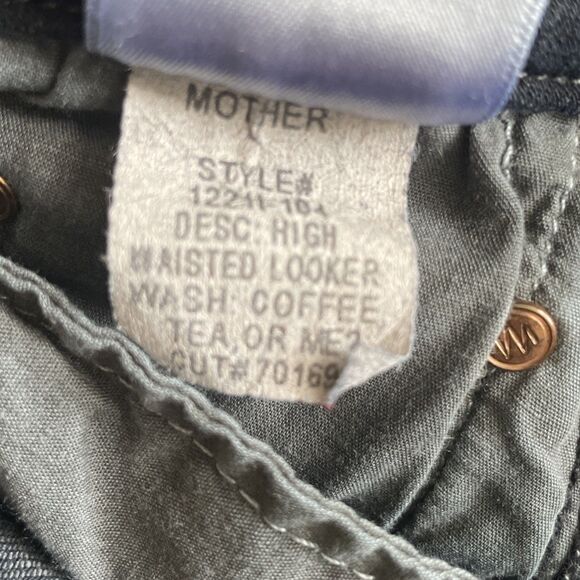 MOTHER
STYLE#
DESC: HIGH
WAISTED LOOKER
WASH: COFFEE
TEA, OR ME?
CUT# 70169